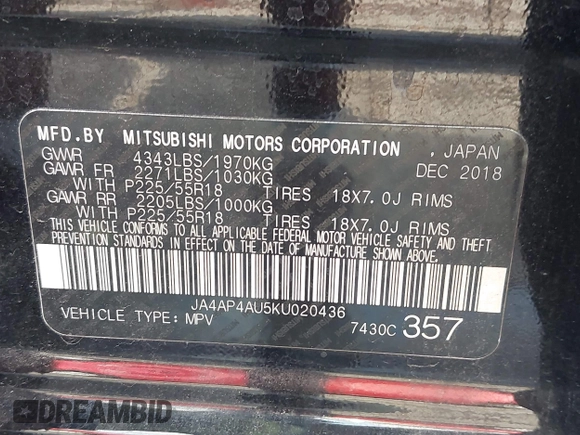 MFD.BY MITSUBISHI MOTORS CORPORATION , JAPAN
GVWR 4343LBS/1970KG DEC 2018
GAWR FR 2271LBS/1030KG
WITH P225/55R18 TIRES 18X7.0J RIMS
GAWR RR 2205LBS/1000KG
WITH P225/55R18 TIRES 18X7.0J RIMS
THIS VEHICLE CONFORMS TO ALL APPLICABLE FEDERAL MOTOR VEHICLE SAFETY AND THEFT
PREVENTION STANDARDS IN EFFECT ON THE DATE OF MANUFACTURE SHOWN ABOVE.
JA4AP4AU5KU020436
VEHICLE TYPE: MPV 7430C 357
DREAMBID